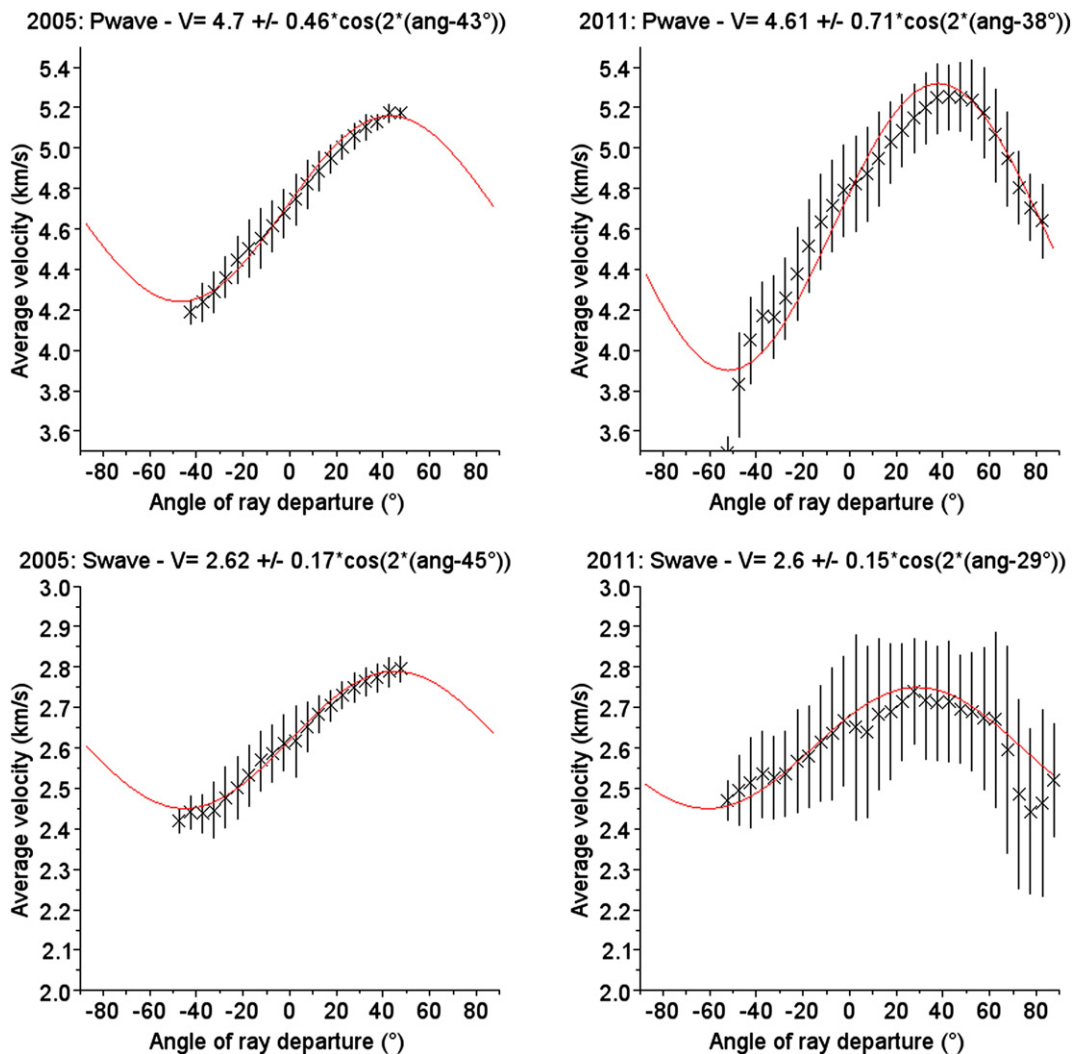 2005: Pwave - V= 4.7 +/- 0.46*cos(2*(ang-43°))
5.4
5.2
5.0
4.8
4.6
4.4
4.2
4.0
3.8
3.6
Average velocity (km/s)
-80 -60 -40 -20 0 20 40 60 80
Angle of ray departure (°)
2011: Pwave - V= 4.61 +/- 0.71*cos(2*(ang-38°))
5.4
5.2
5.0
4.8
4.6
4.4
4.2
4.0
3.8
3.6
Average velocity (km/s)
-80 -60 -40 -20 0 20 40 60 80
Angle of ray departure (°)
2005: Swave - V= 2.62 +/- 0.17*cos(2*(ang-45°))
3.0
2.9
2.8
2.7
2.6
2.5
2.4
2.3
2.2
2.1
2.0
Average velocity (km/s)
-80 -60 -40 -20 0 20 40 60 80
Angle of ray departure (°)
2011: Swave - V= 2.6 +/- 0.15*cos(2*(ang-29°))
3.0
2.9
2.8
2.7
2.6
2.5
2.4
2.3
2.2
2.1
2.0
Average velocity (km/s)
-80 -60 -40 -20 0 20 40 60 80
Angle of ray departure (°)